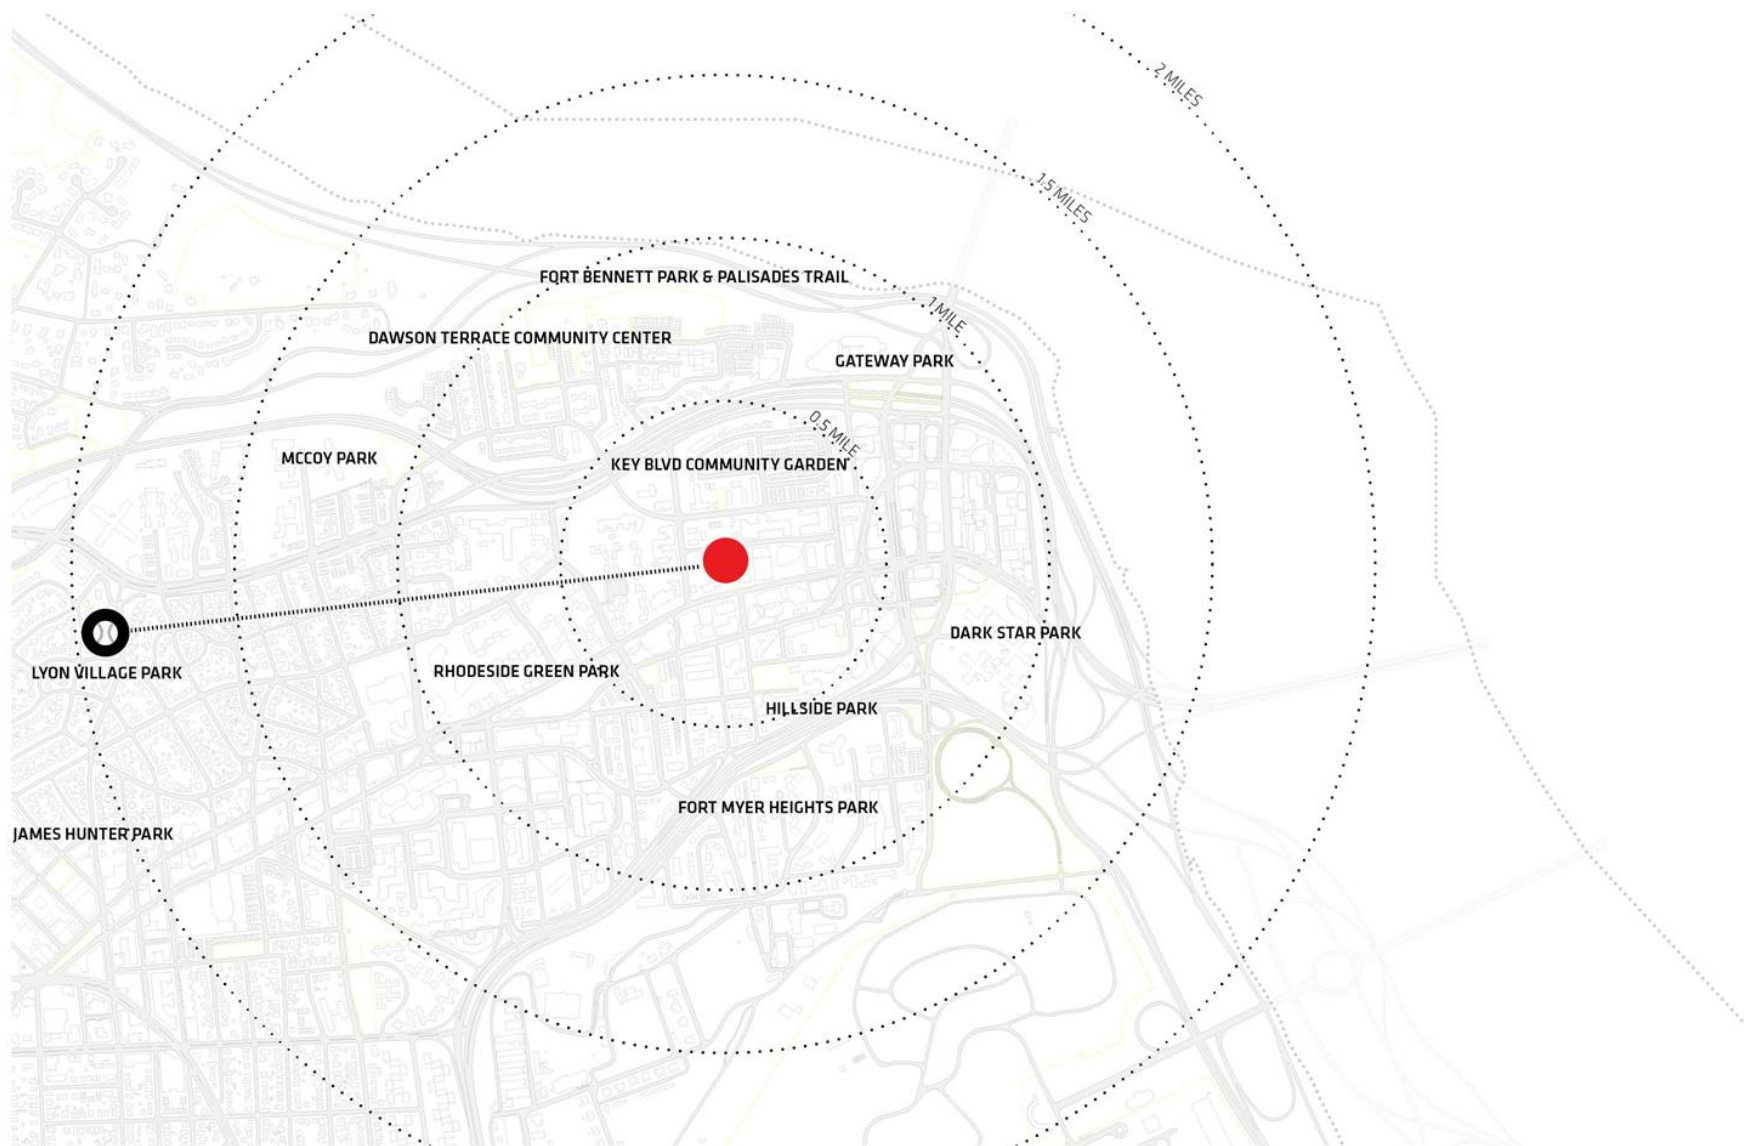 2 MILES
1.5 MILES
FORT BENNETT PARK & PALISADES TRAIL
1 MILE
DAWSON TERRACE COMMUNITY CENTER
GATEWAY PARK
0.5 MILE
MCCOY PARK
KEY BLVD COMMUNITY GARDEN
DARK STAR PARK
LYON VILLAGE PARK
RHODESIDE GREEN PARK
HILLSIDE PARK
FORT MYER HEIGHTS PARK
JAMES HUNTER PARK